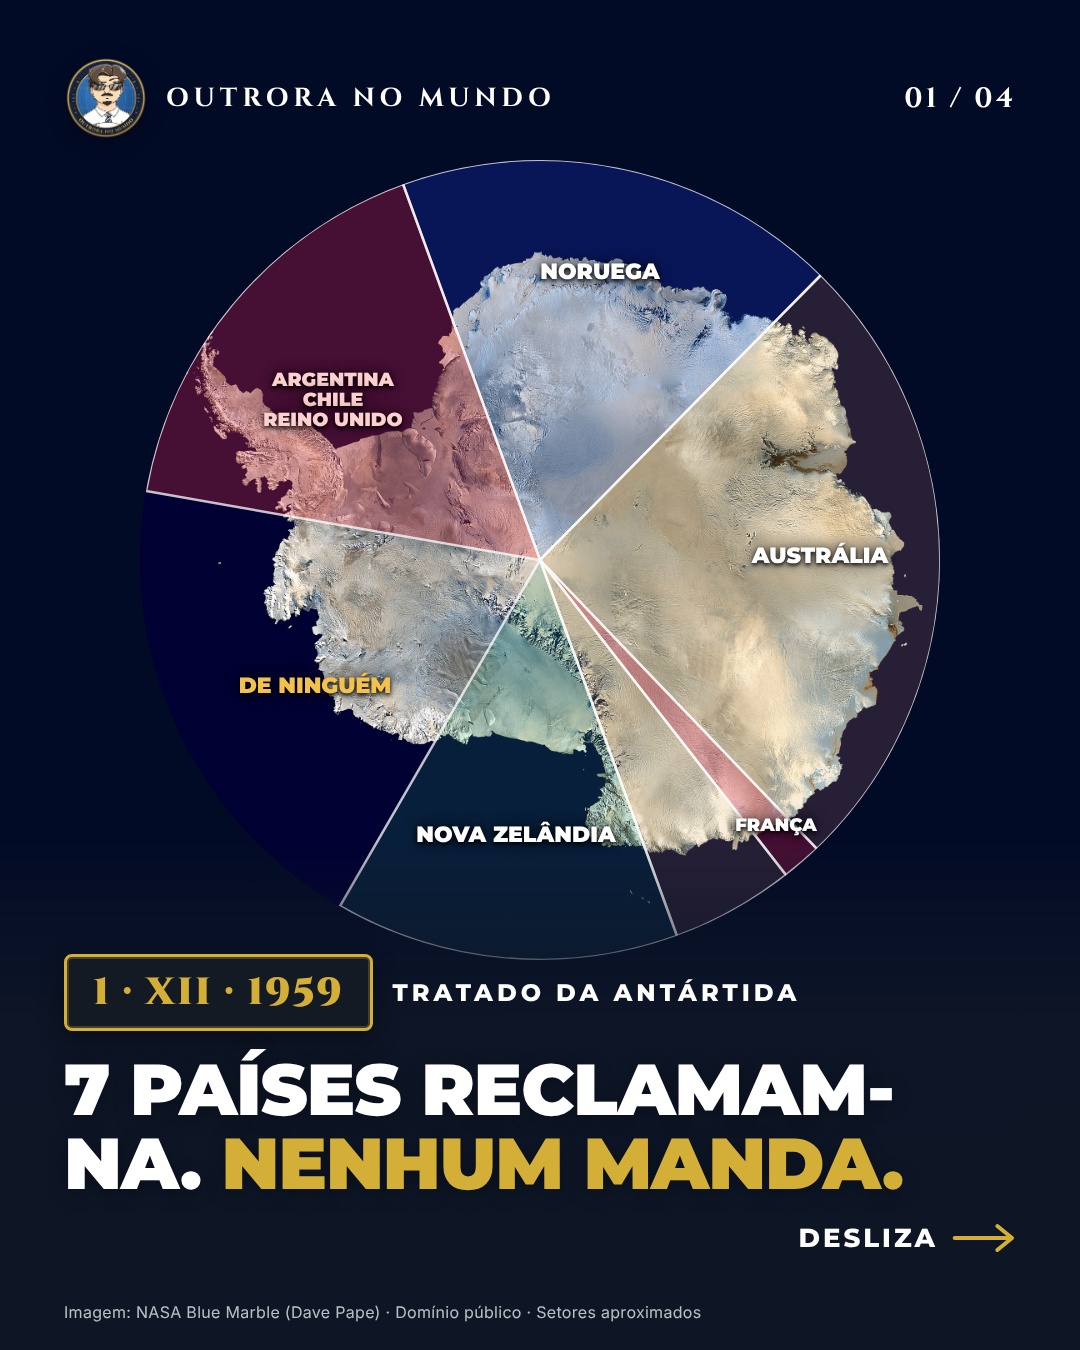 OUTRORA NO MUNDO
01 / 04
NORUEGA
ARGENTINA
CHILE
REINO UNIDO
AUSTRÁLIA
DE NINGUÉM
NOVA ZELÂNDIA
FRANÇA
1 · XII · 1959
TRATADO DA ANTÁRTIDA
7 PAÍSES RECLAMAM-
NA. NENHUM MANDA.
DESLIZA
Imagem: NASA Blue Marble (Dave Pape) · Domínio público · Setores aproximados